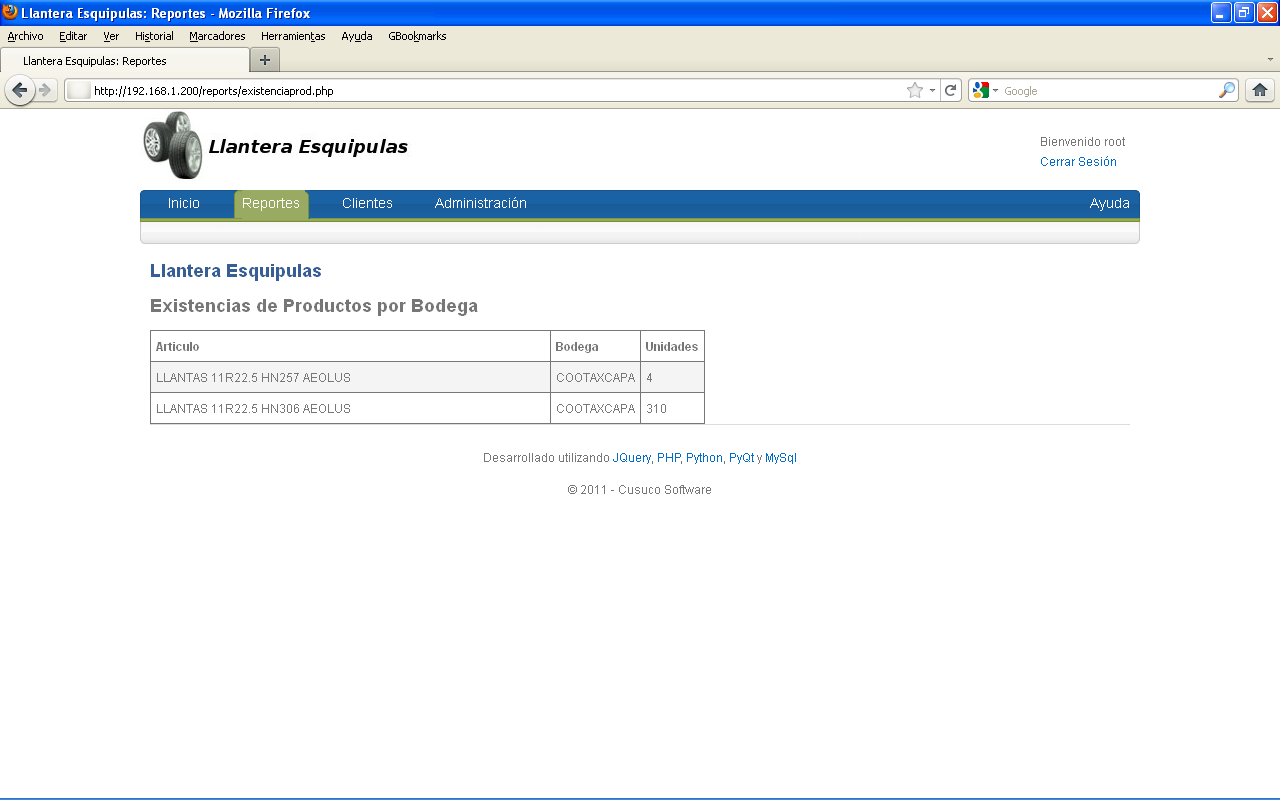 Llantera Esquipulas: Reportes - Mozilla Firefox
Archivo Editar Ver Historial Marcadores Herramientas Ayuda GBookmarks
Llantera Esquipulas: Reportes
http://192.168.1.200/reports/existenciaprod.php Google
Llantera Esquipulas
Bienvenido root
Cerrar Sesión
Inicio Reportes Clientes Administración Ayuda
Llantera Esquipulas
Existencias de Productos por Bodega
Articulo Bodega Unidades
LLANTAS 11R22.5 HN257 AEOLUS COOTAXCAPA 4
LLANTAS 11R22.5 HN306 AEOLUS COOTAXCAPA 310
Desarrollado utilizando JQuery, PHP, Python, PyQt y MySql
© 2011 - Cusuco Software